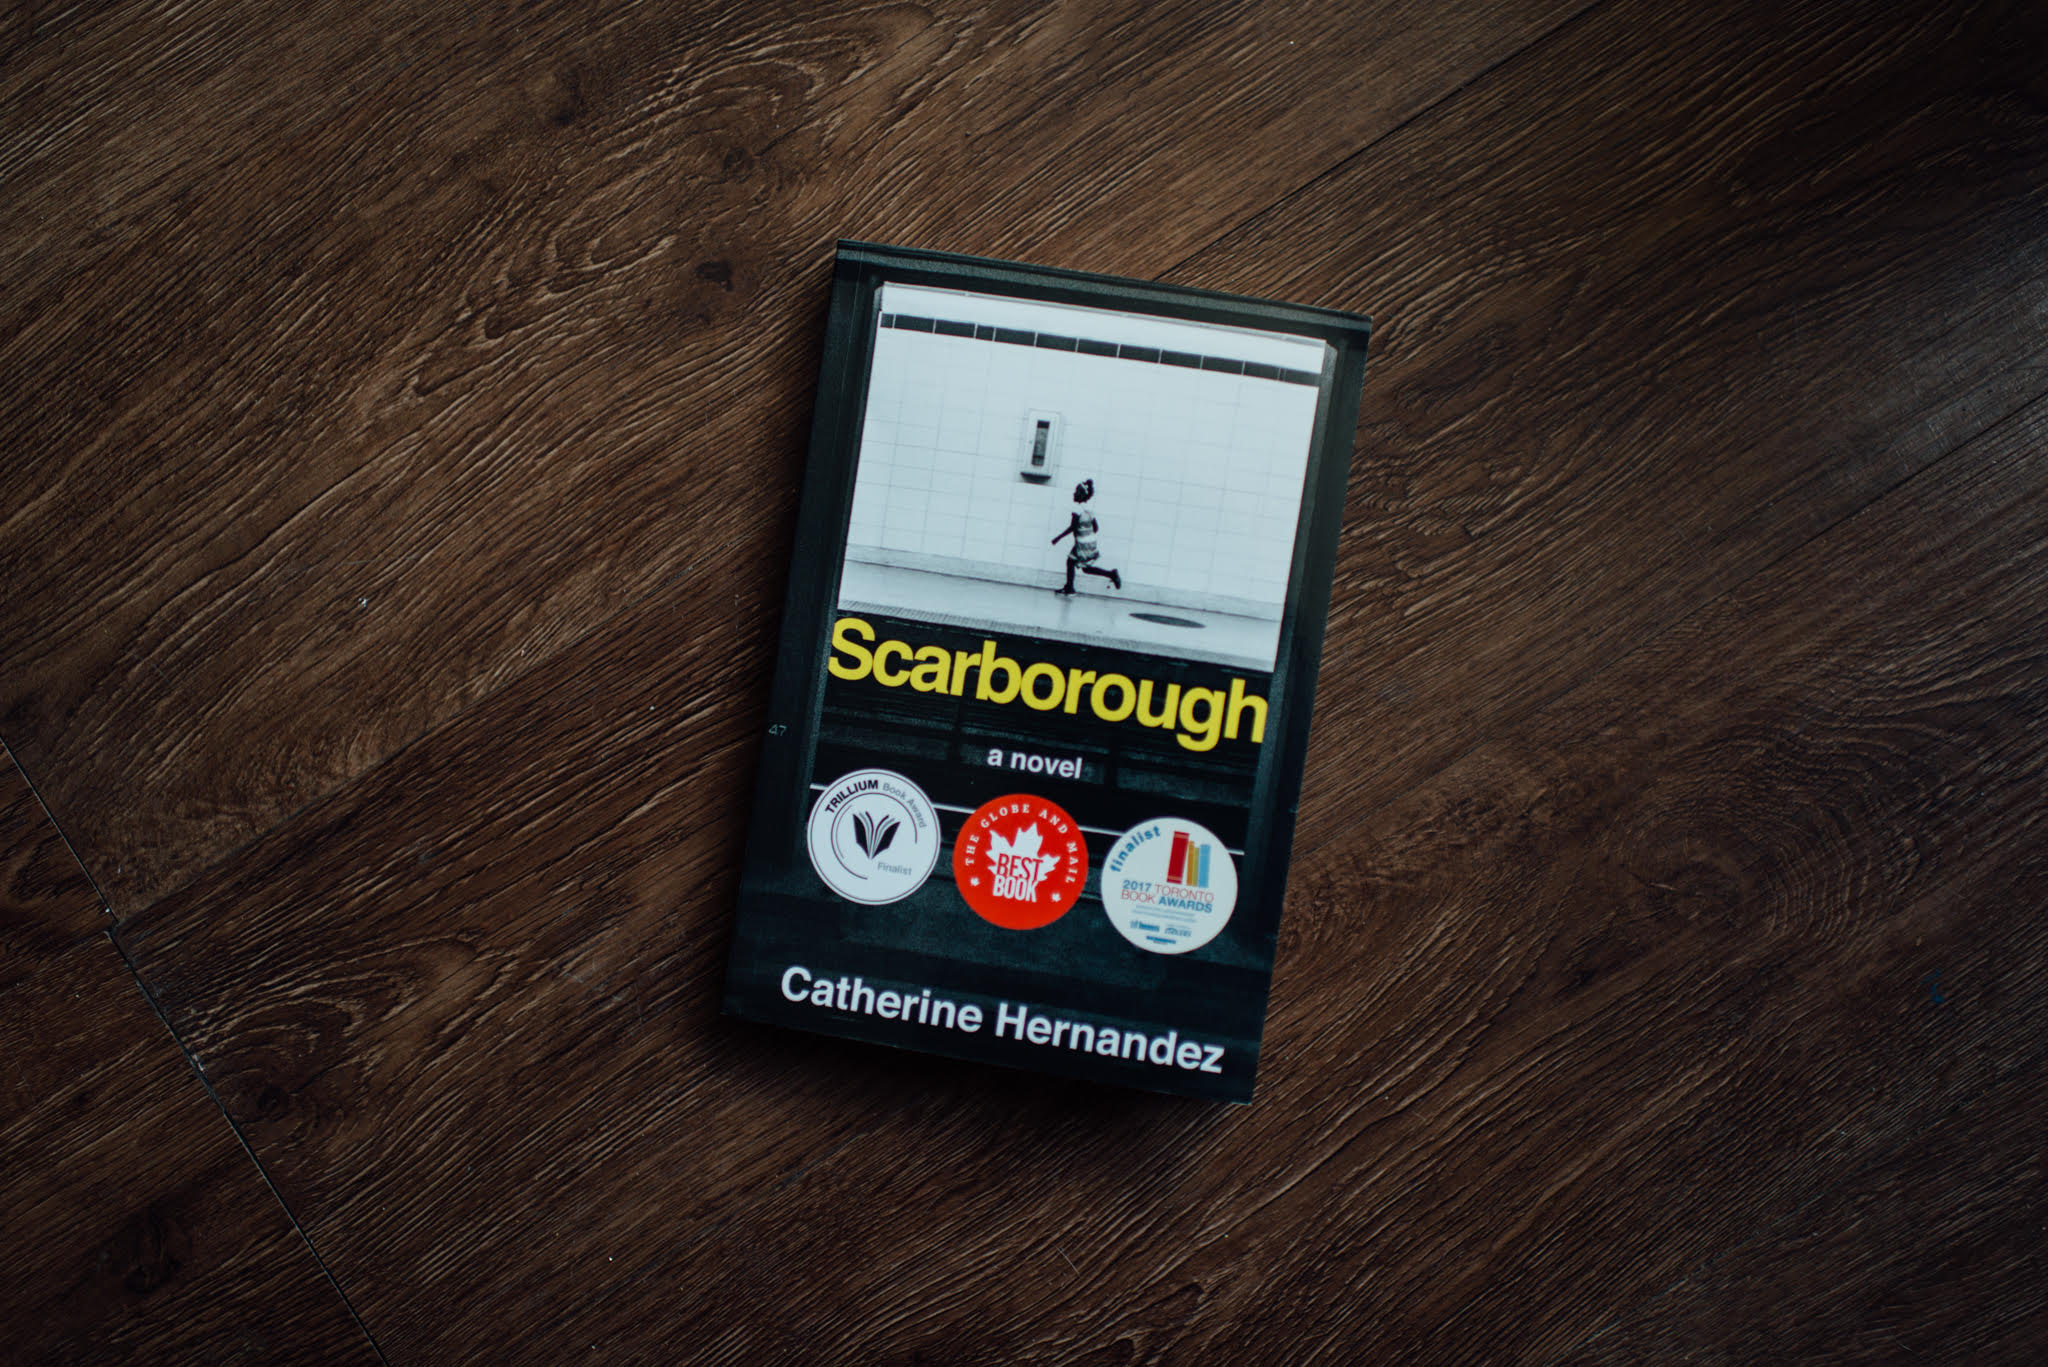 Scarborough
a novel
47
TRILLIUM Book Award
Finalist
THE GLOBE AND MAIL
BEST
BOOK
finalist
2017 TORONTO
BOOK AWARDS
Catherine Hernandez